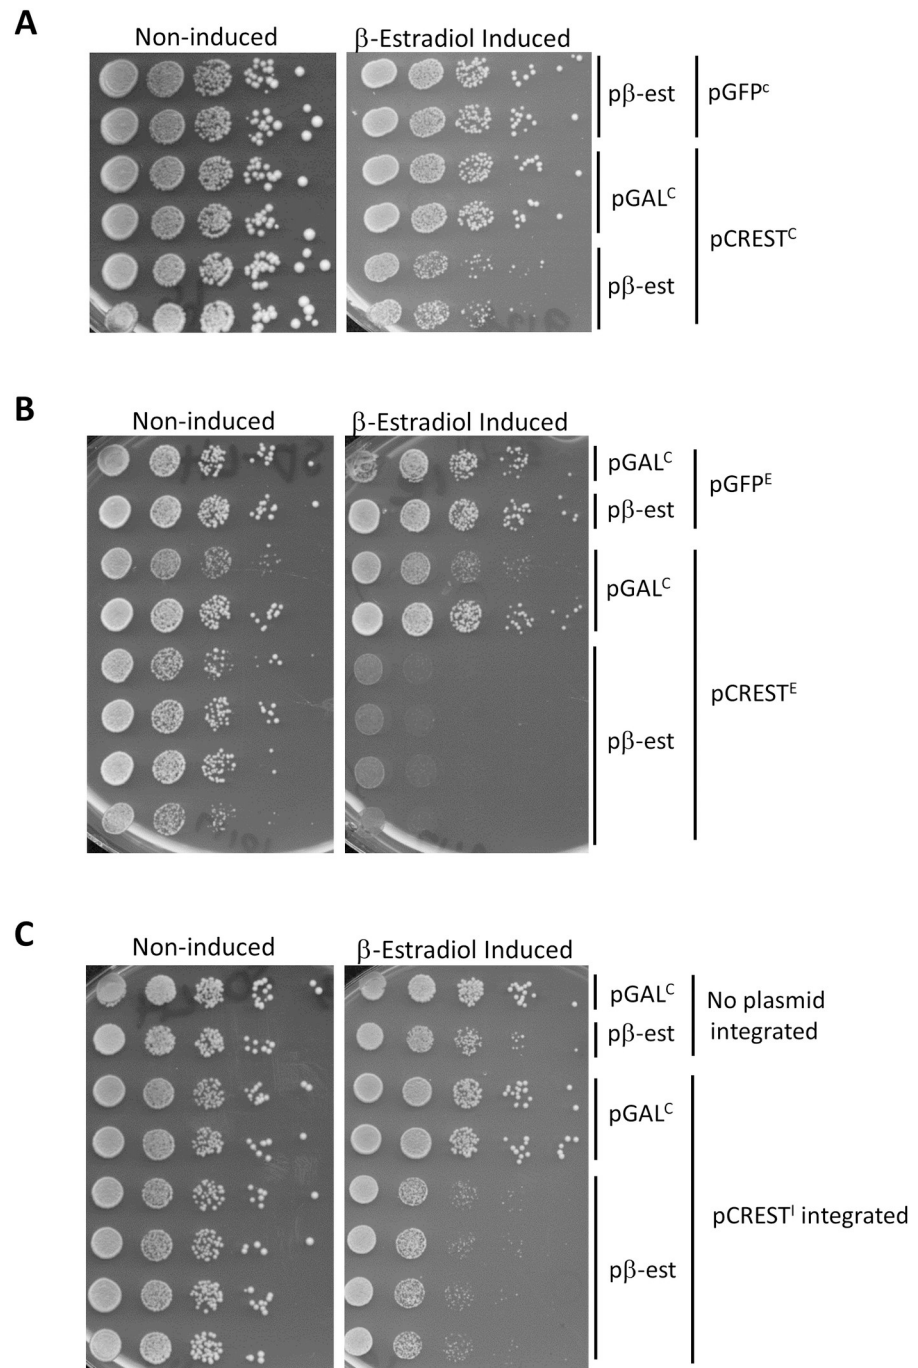 A
Non-induced
β-Estradiol Induced
pβ-est
pGFPᶜ
pGALᶜ
pCRESTᶜ
pβ-est
B
Non-induced
β-Estradiol Induced
pGALᶜ
pGFPᴱ
pβ-est
pGALᶜ
pCRESTᴱ
pβ-est
C
Non-induced
β-Estradiol Induced
pGALᶜ
No plasmid
integrated
pβ-est
pGALᶜ
pCRESTᴵ integrated
pβ-est